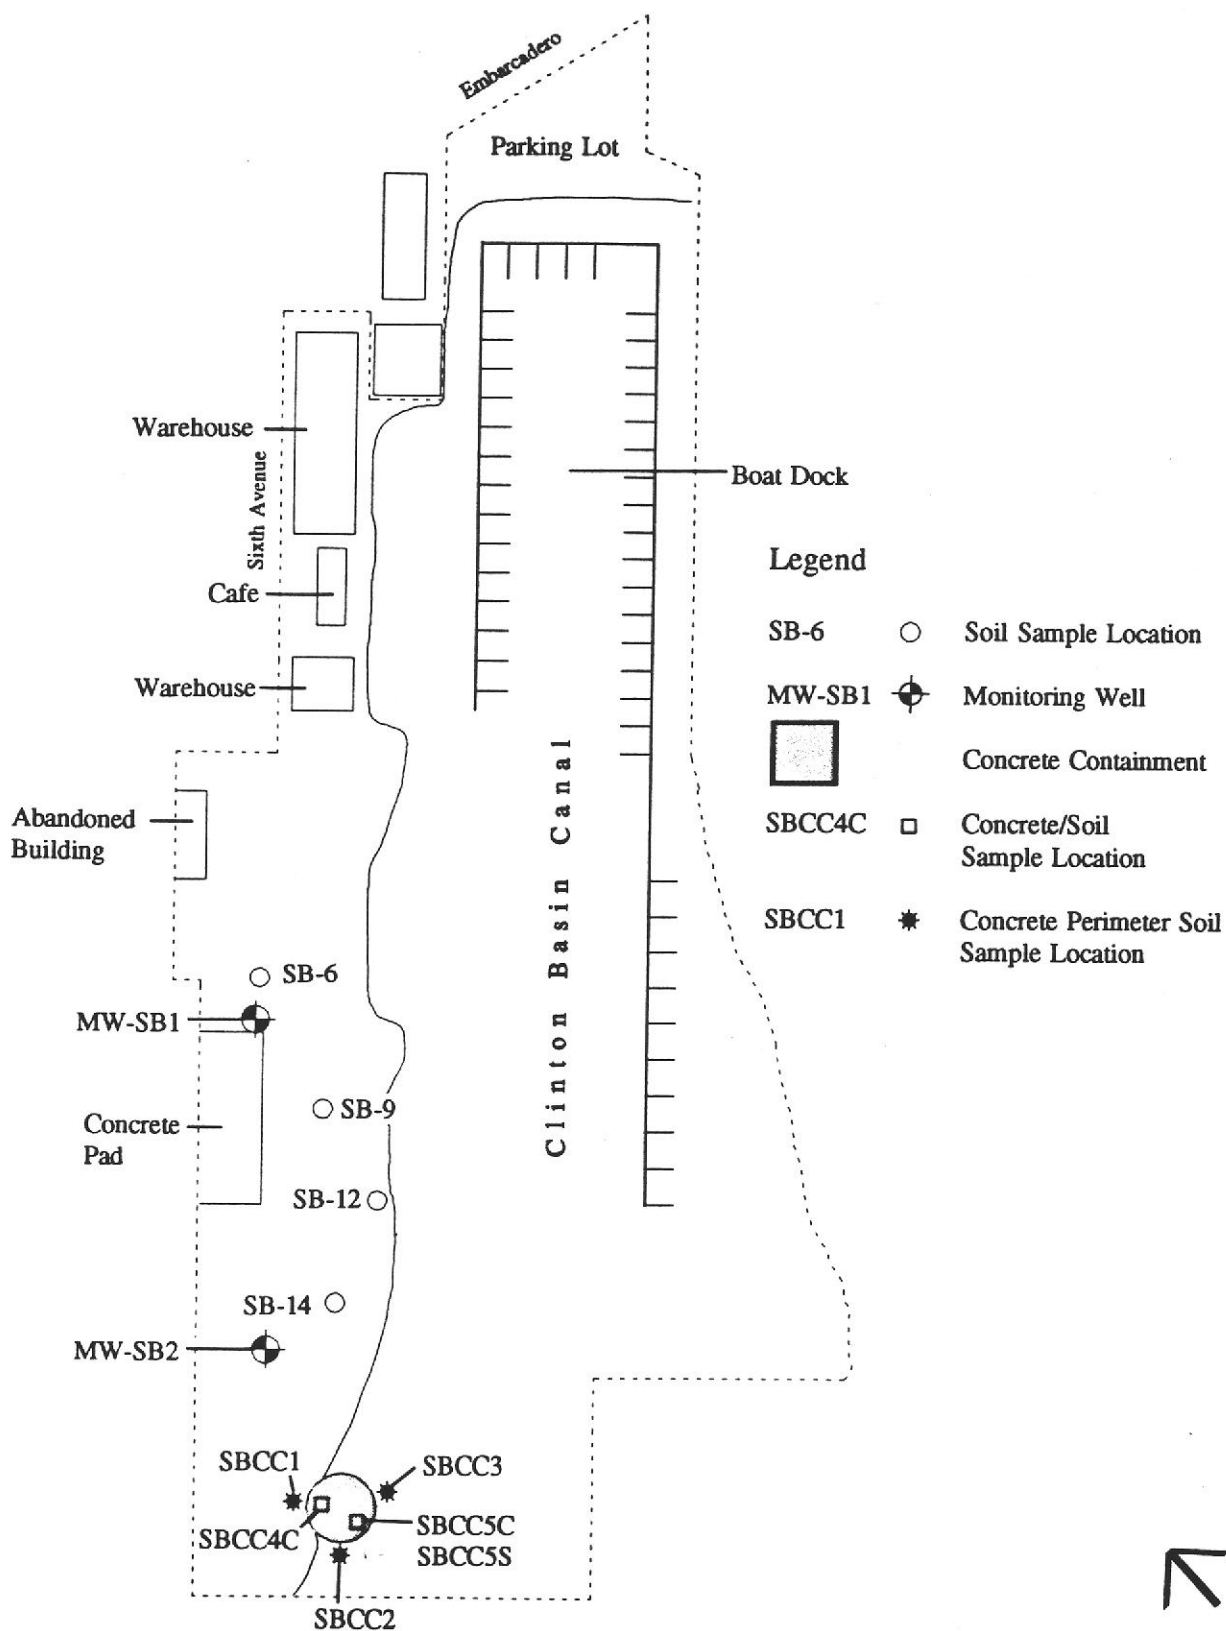 Embarcadero
Parking Lot
Warehouse
Sixth Avenue
Boat Dock
Cafe
Warehouse
Legend
SB-6 Soil Sample Location
MW-SB1 Monitoring Well
Concrete Containment
SBCC4C Concrete/Soil
Sample Location
SBCC1 Concrete Perimeter Soil
Sample Location
Abandoned
Building
Clinton Basin Canal
SB-6
MW-SB1
SB-9
Concrete
Pad
SB-12
SB-14
MW-SB2
SBCC1
SBCC3
SBCC4C
SBCC5C
SBCC5S
SBCC2